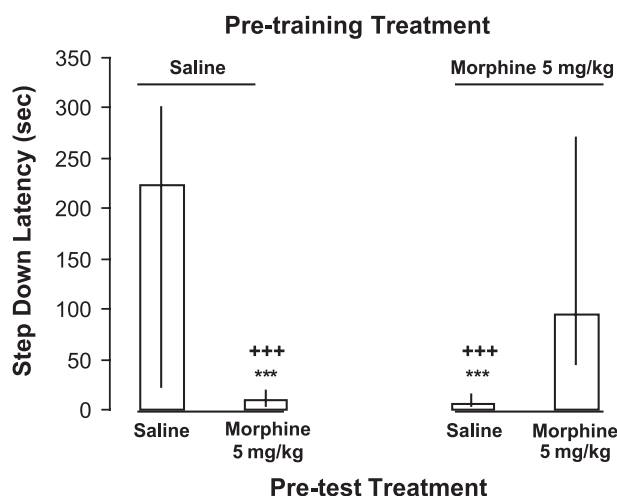 Pre-training Treatment
Saline
Morphine 5 mg/kg
Step Down Latency (sec)
350
300
250
200
150
100
50
0
+++
***
+++
***
Saline
Morphine
5 mg/kg
Saline
Morphine
5 mg/kg
Pre-test Treatment